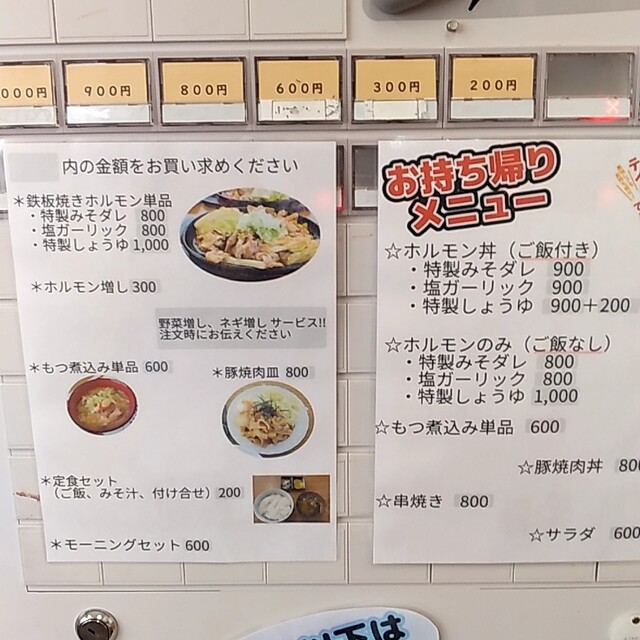 000円
900円
800円
600円
300円
200円
内の金額をお買い求めください
＊鉄板焼きホルモン単品
・特製みそダレ 800
・塩ガーリック 800
・特製しょうゆ 1,000
＊ホルモン増し 300
野菜増し、ネギ増し サービス!!
注文時にお伝えください
＊もつ煮込み単品 600
＊豚焼肉皿 800
＊定食セット
（ご飯、みそ汁、付け合せ） 200
＊モーニングセット 600
お持ち帰り
メニュー
☆ホルモン丼（ご飯付き）
・特製みそダレ 900
・塩ガーリック 900
・特製しょうゆ 900＋200
☆ホルモンのみ（ご飯なし）
・特製みそダレ 800
・塩ガーリック 800
・特製しょうゆ 1,000
☆もつ煮込み単品 600
☆豚焼肉丼 800
☆串焼き 800
☆サラダ 600
以下は